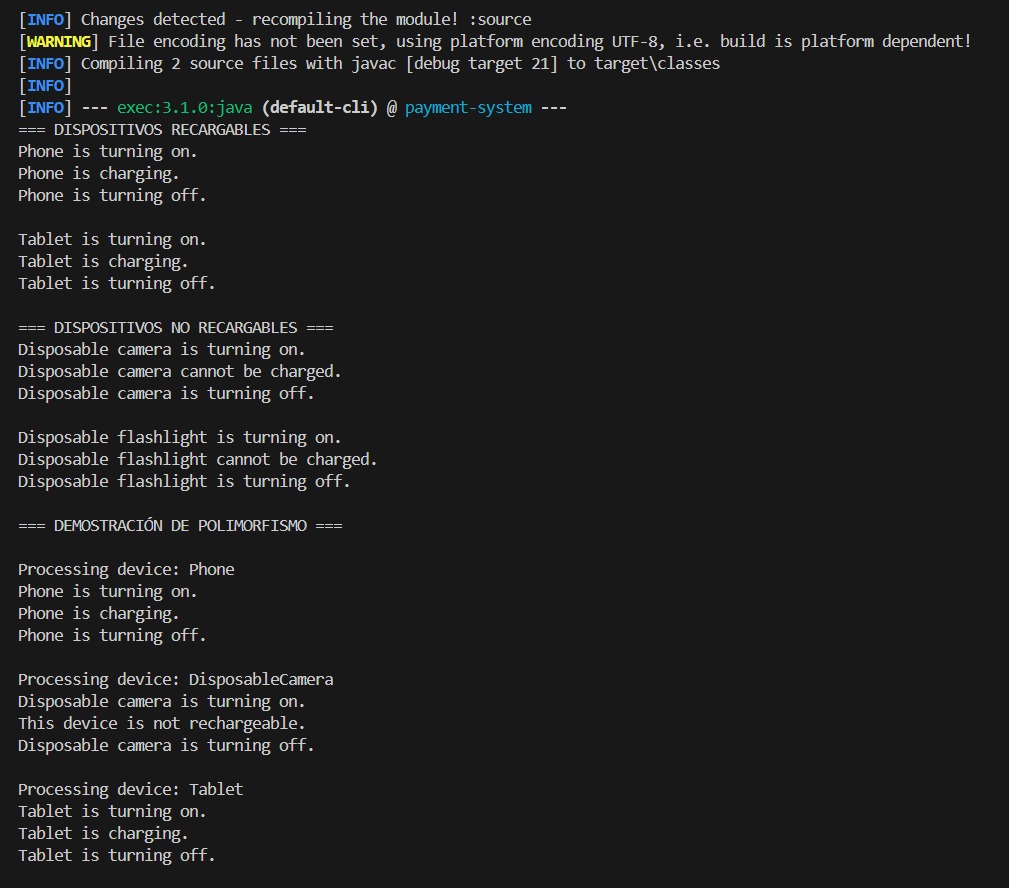 [INFO] Changes detected - recompiling the module! :source
[WARNING] File encoding has not been set, using platform encoding UTF-8, i.e. build is platform dependent!
[INFO] Compiling 2 source files with javac [debug target 21] to target\classes
[INFO]
[INFO] --- exec:3.1.0:java (default-cli) @ payment-system ---
=== DISPOSITIVOS RECARGABLES ===
Phone is turning on.
Phone is charging.
Phone is turning off.
Tablet is turning on.
Tablet is charging.
Tablet is turning off.
=== DISPOSITIVOS NO RECARGABLES ===
Disposable camera is turning on.
Disposable camera cannot be charged.
Disposable camera is turning off.
Disposable flashlight is turning on.
Disposable flashlight cannot be charged.
Disposable flashlight is turning off.
=== DEMOSTRACIÓN DE POLIMORFISMO ===
Processing device: Phone
Phone is turning on.
Phone is charging.
Phone is turning off.
Processing device: DisposableCamera
Disposable camera is turning on.
This device is not rechargeable.
Disposable camera is turning off.
Processing device: Tablet
Tablet is turning on.
Tablet is charging.
Tablet is turning off.